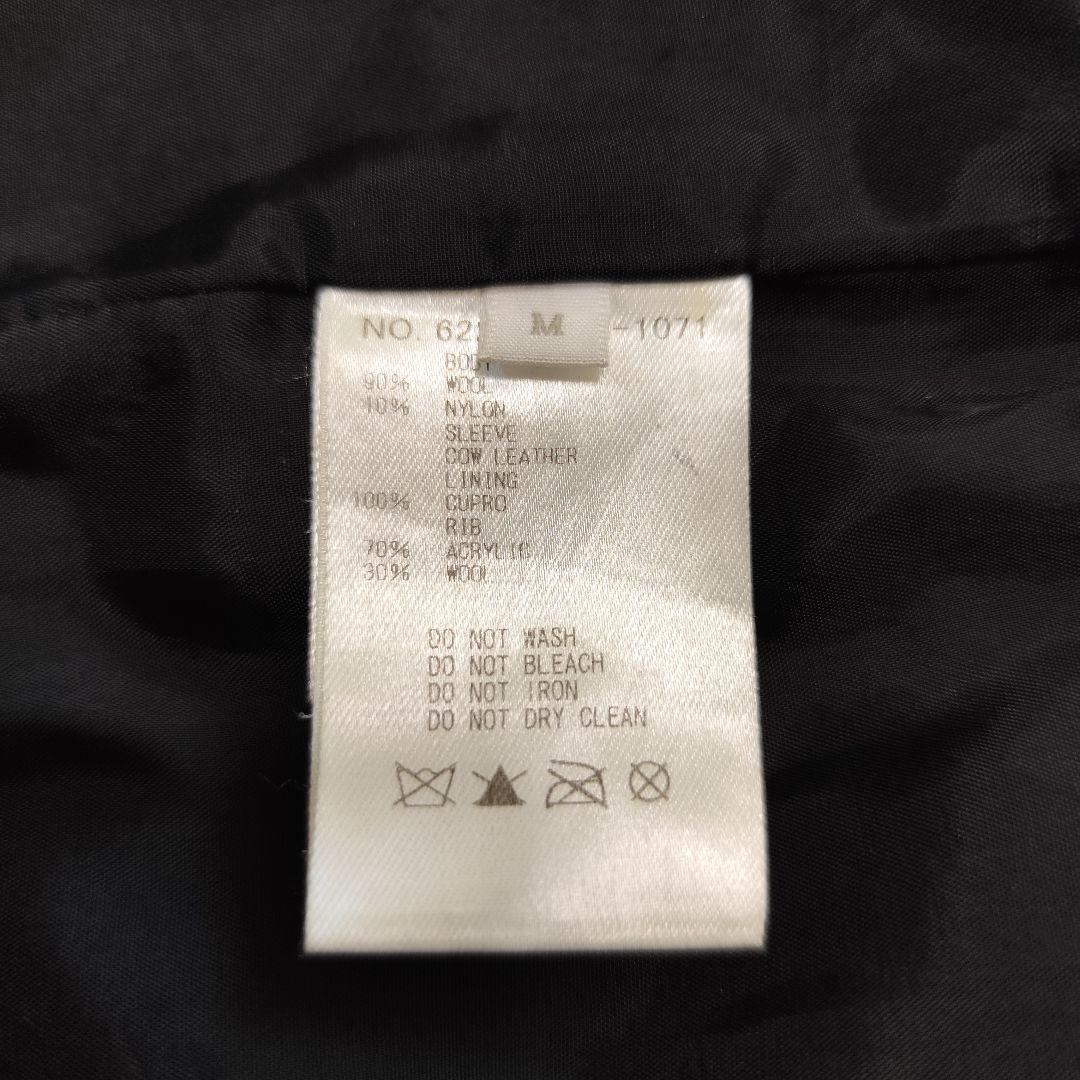 M
NO. 62 -1071
BODY
90% WOOL
10% NYLON
SLEEVE
COW LEATHER
LINING
100% CUPRO
RIB
70% ACRYLIC
30% WOOL
DO NOT WASH
DO NOT BLEACH
DO NOT IRON
DO NOT DRY CLEAN